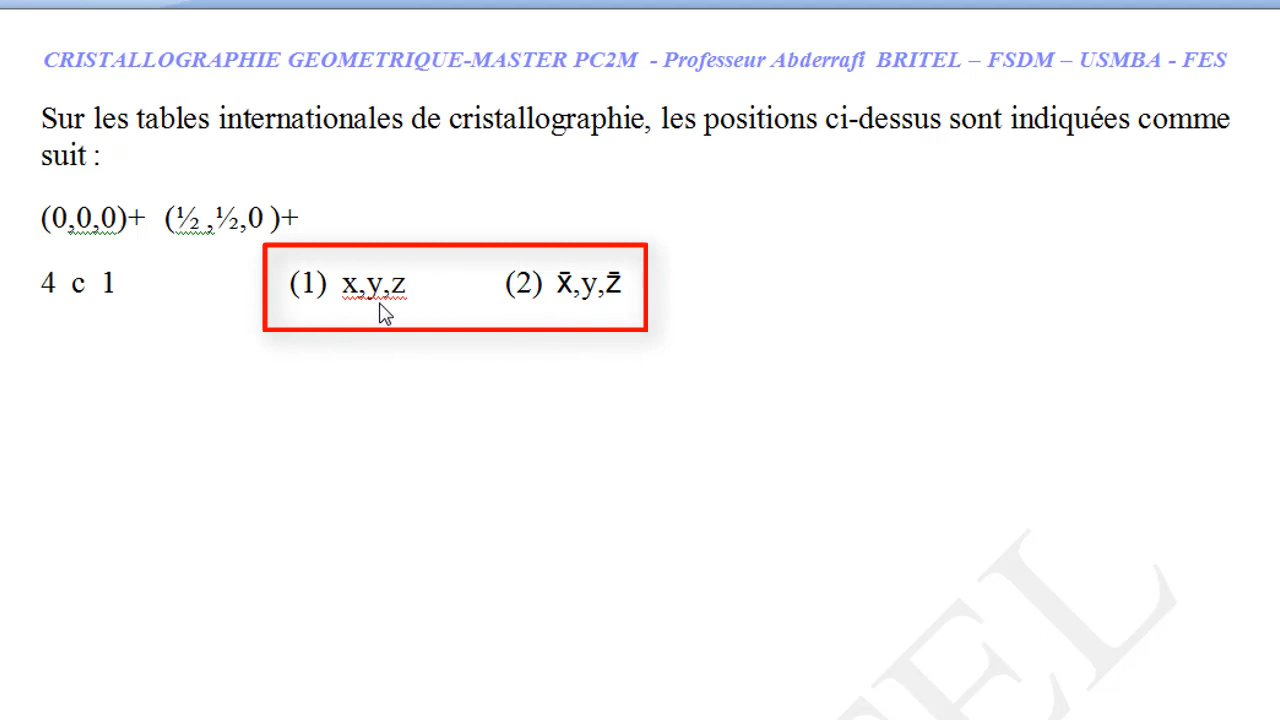 CRISTALLOGRAPHIE GEOMETRIQUE-MASTER PC2M - Professeur Abderrafi BRITEL – FSDM – USMBA - FES
Sur les tables internationales de cristallographie, les positions ci-dessus sont indiquées comme
suit :
(0,0,0)+ (½ ,½,0 )+
4 c 1 (1) x,y,z (2) x̄,y,z̄
TEL